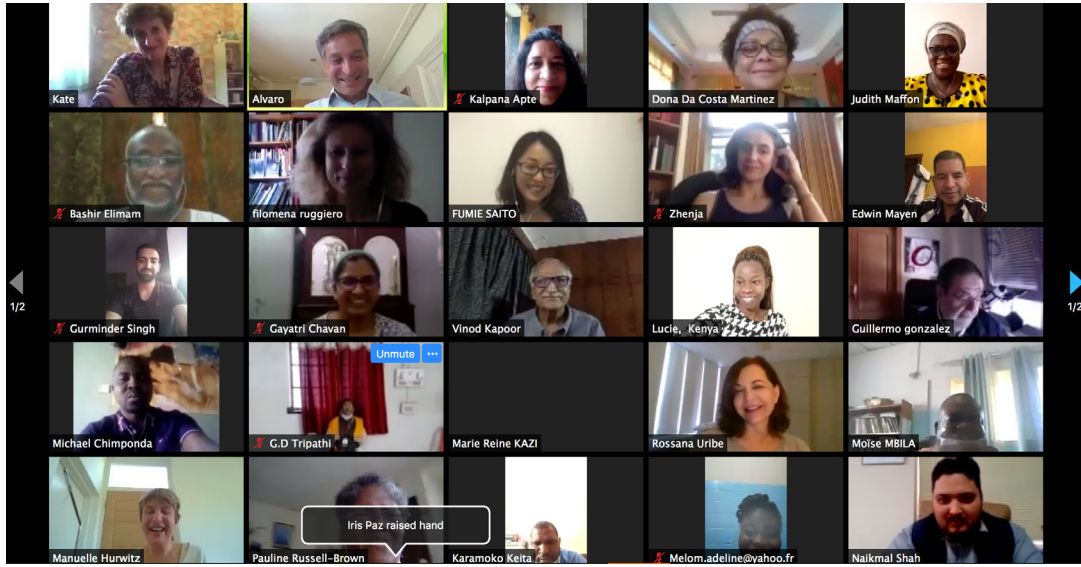 Kate
Alvaro
Kalpana Apte
Dona Da Costa Martinez
Judith Maffon
Bashir Elimam
filomena ruggiero
FUMIE SAITO
Zhenja
Edwin Mayen
1/2
1/2
Gurminder Singh
Gayatri Chavan
Vinod Kapoor
Lucie, Kenya
Guillermo gonzalez
Unmute ...
Michael Chimponda
G.D Tripathi
Marie Reine KAZI
Rossana Uribe
Moïse MBILA
Iris Paz raised hand
Manuelle Hurwitz
Pauline Russell-Brown
Karamoko Keita
Melom.adeline@yahoo.fr
Naikmal Shah